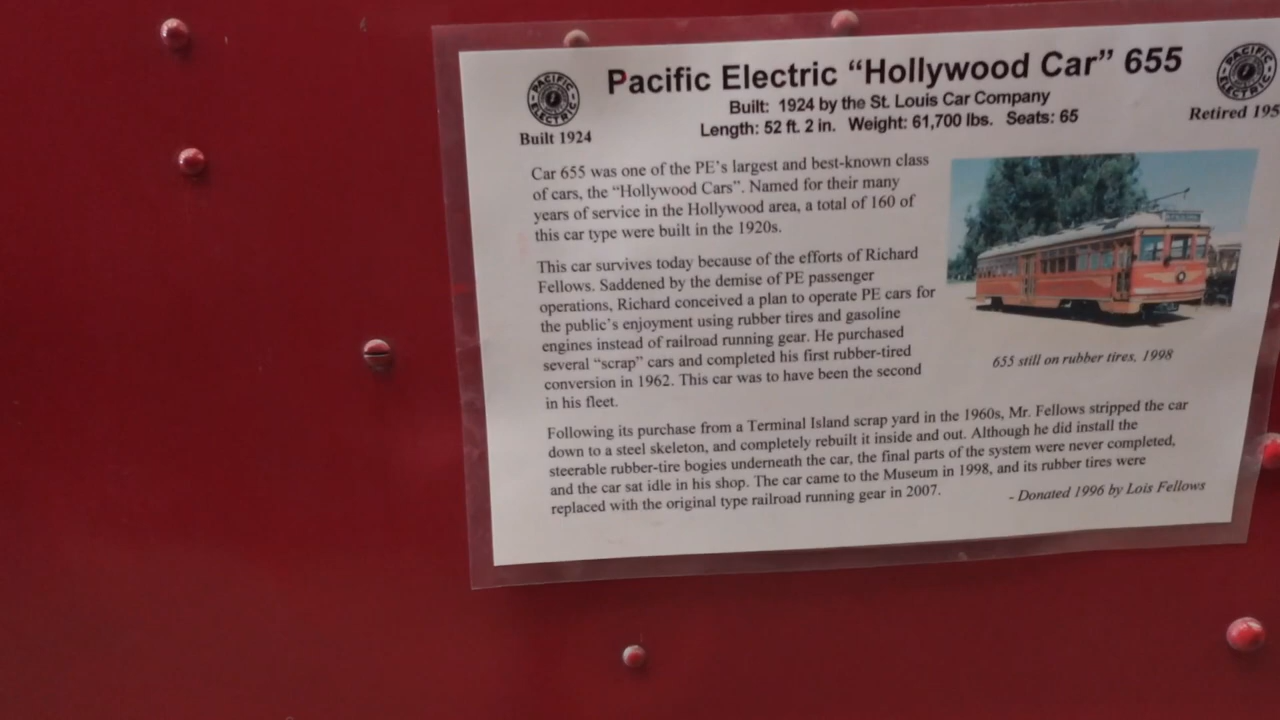 Pacific Electric “Hollywood Car” 655
Built: 1924 by the St. Louis Car Company
Length: 52 ft. 2 in. Weight: 61,700 lbs. Seats: 65
PACIFIC ELECTRIC
Built 1924
PACIFIC ELECTRIC
Retired 195
Car 655 was one of the PE’s largest and best-known class
of cars, the “Hollywood Cars”. Named for their many
years of service in the Hollywood area, a total of 160 of
this car type were built in the 1920s.
This car survives today because of the efforts of Richard
Fellows. Saddened by the demise of PE passenger
operations, Richard conceived a plan to operate PE cars for
the public’s enjoyment using rubber tires and gasoline
engines instead of railroad running gear. He purchased
several “scrap” cars and completed his first rubber-tired
conversion in 1962. This car was to have been the second
in his fleet.
655 still on rubber tires, 1998
Following its purchase from a Terminal Island scrap yard in the 1960s, Mr. Fellows stripped the car
down to a steel skeleton, and completely rebuilt it inside and out. Although he did install the
steerable rubber-tire bogies underneath the car, the final parts of the system were never completed,
and the car sat idle in his shop. The car came to the Museum in 1998, and its rubber tires were
replaced with the original type railroad running gear in 2007.
- Donated 1996 by Lois Fellows